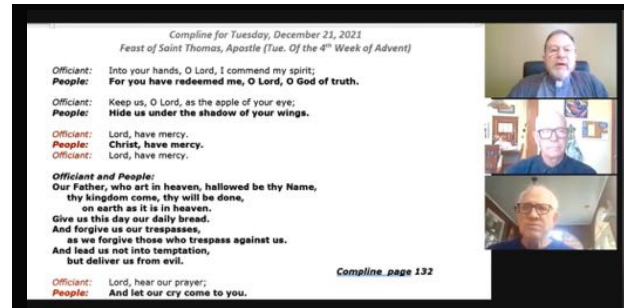 Compline for Tuesday, December 21, 2021
Feast of Saint Thomas, Apostle (Tue. Of the 4th Week of Advent)
Officiant: Into your hands, O Lord, I commend my spirit;
People: For you have redeemed me, O Lord, O God of truth.
Officiant: Keep us, O Lord, as the apple of your eye;
People: Hide us under the shadow of your wings.
Officiant: Lord, have mercy.
People: Christ, have mercy.
Officiant: Lord, have mercy.
Officiant and People:
Our Father, who art in heaven, hallowed be thy Name,
thy kingdom come, thy will be done,
on earth as it is in heaven.
Give us this day our daily bread.
And forgive us our trespasses,
as we forgive those who trespass against us.
And lead us not into temptation,
but deliver us from evil.
Compline page 132
Officiant: Lord, hear our prayer;
People: And let our cry come to you.